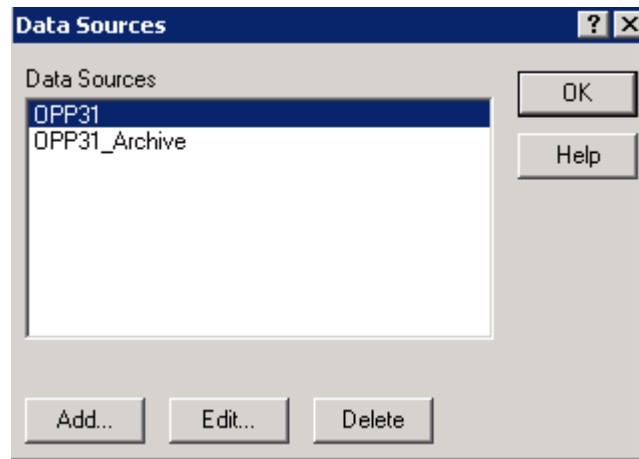 Data Sources
Data Sources
OPP31
OPP31_Archive
OK
Help
Add... Edit... Delete